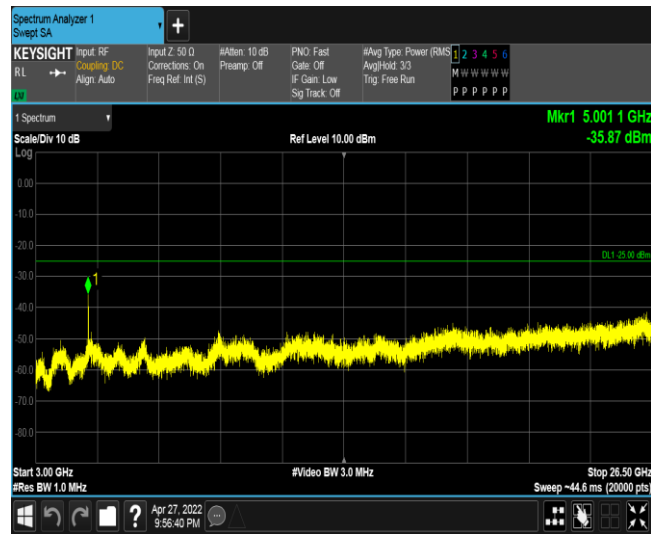 Spectrum Analyzer 1
Swept SA
KEYSIGHT
RL
Input: RF
Coupling: DC
Align: Auto
Input Z: 50 Ω
Corrections: On
Freq Ref: Int (S)
#Atten: 10 dB
Preamp: Off
PNO: Fast
Gate: Off
IF Gain: Low
Sig Track: Off
#Avg Type: Power (RMS
Avg|Hold: 3/3
Trig: Free Run
1 2 3 4 5 6
M W W W W W
P P P P P P
1 Spectrum
Scale/Div 10 dB
Log
Ref Level 10.00 dBm
Mkr1 5.001 1 GHz
-35.87 dBm
0.00
-10.0
-20.0
-30.0
-40.0
-50.0
-60.0
-70.0
-80.0
DL1 -25.00 dBm
1
Start 3.00 GHz
#Res BW 1.0 MHz
#Video BW 3.0 MHz
Stop 26.50 GHz
Sweep ~44.6 ms (20000 pts)
?
Apr 27, 2022
9:56:40 PM